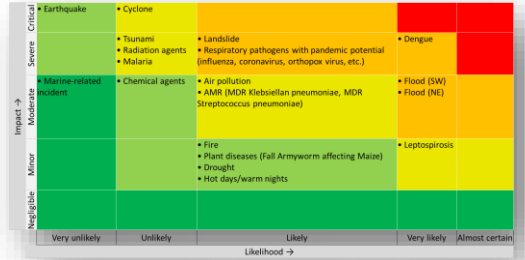 Impact →
Critical
• Earthquake
• Cyclone
Severe
• Tsunami
• Radiation agents
• Malaria
• Landslide
• Respiratory pathogens with pandemic potential
(influenza, coronavirus, orthopox virus, etc.)
• Dengue
Moderate
• Marine-related
incident
• Chemical agents
• Air pollution
• AMR (MDR Klebsiellan pneumoniae, MDR
Streptococcus pneumoniae)
• Flood (SW)
• Flood (NE)
Minor
• Fire
• Plant diseases (Fall Armyworm affecting Maize)
• Drought
• Hot days/warm nights
• Leptospirosis
Negligible
Very unlikely
Unlikely
Likely
Very likely
Almost certain
Likelihood →